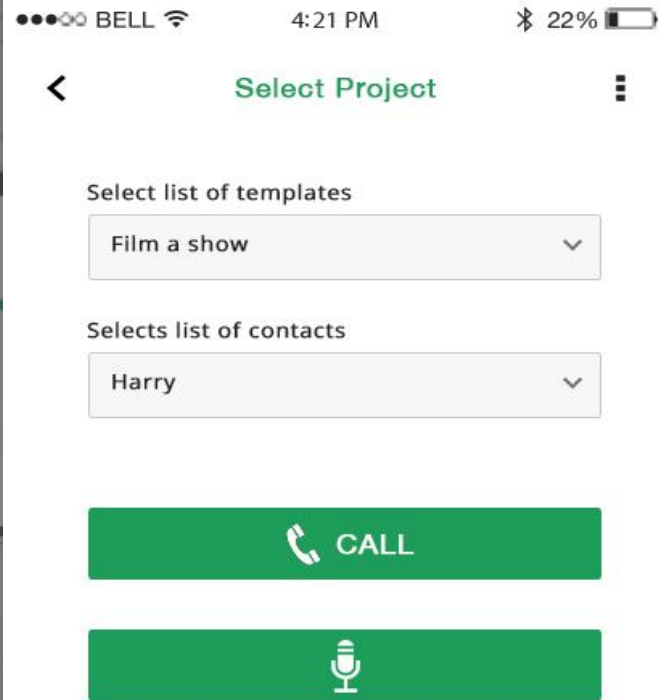 BELL 4:21 PM 22%
Select Project
Select list of templates
Film a show
Selects list of contacts
Harry
CALL